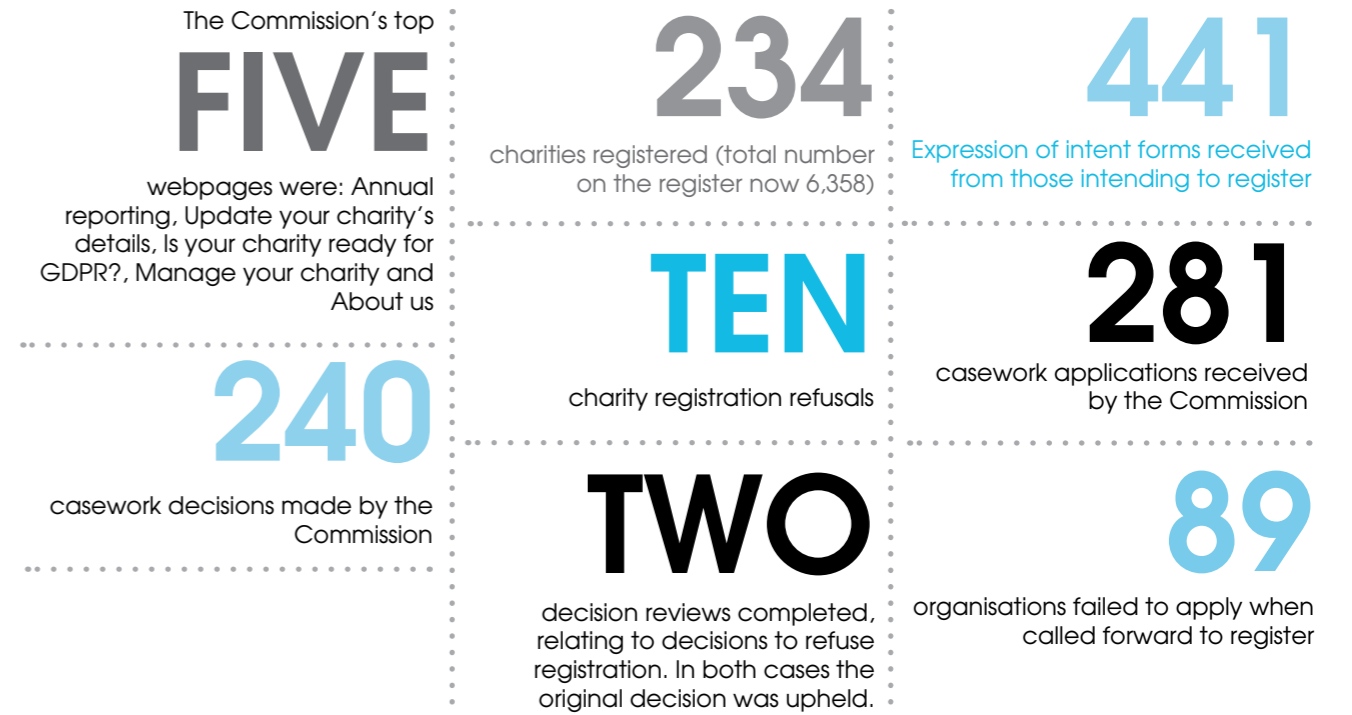 The Commission's top
FIVE
webpages were: Annual
reporting, Update your charity's
details, Is your charity ready for
GDPR?, Manage your charity and
About us
240
casework decisions made by the
Commission
234
charities registered (total number
on the register now 6,358)
TEN
charity registration refusals
TWO
decision reviews completed,
relating to decisions to refuse
registration. In both cases the
original decision was upheld.
441
Expression of intent forms received
from those intending to register
281
casework applications received
by the Commission
89
organisations failed to apply when
called forward to register